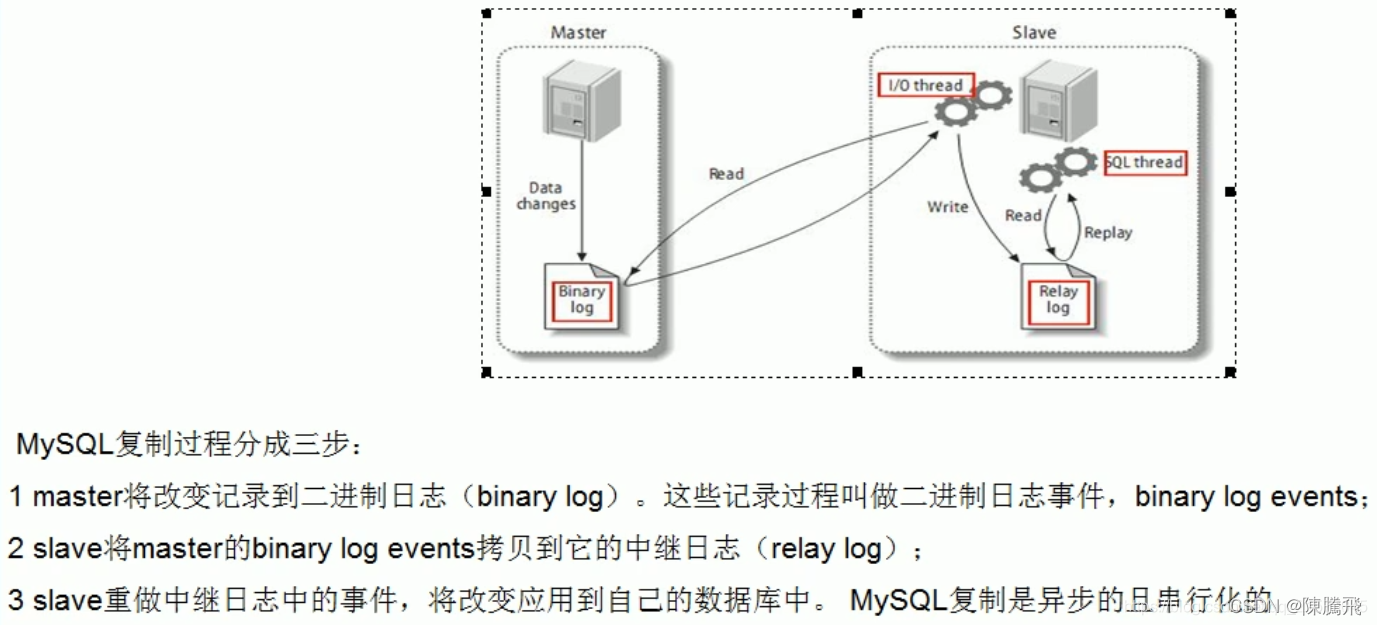 Master
Slave
I/O thread
SQL thread
Data
changes
Read
Write
Read
Replay
Binary
log
Relay
log
MySQL复制过程分成三步：
1 master将改变记录到二进制日志（binary log）。这些记录过程叫做二进制日志事件，binary log events；
2 slave将master的binary log events拷贝到它的中继日志（relay log）；
3 slave重做中继日志中的事件，将改变应用到自己的数据库中。 MySQL复制是异步的且串行化的
CSDN @陳騰飛